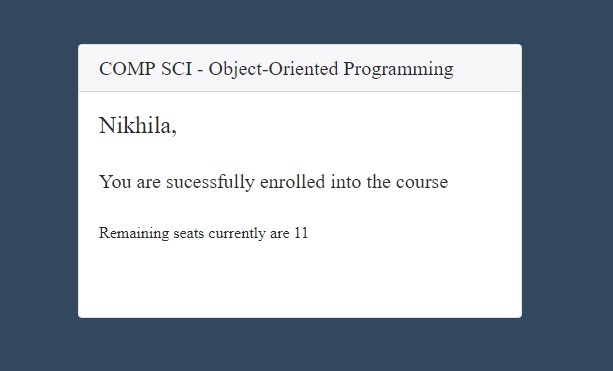 COMP SCI - Object-Oriented Programming
Nikhila,
You are sucessfully enrolled into the course
Remaining seats currently are 11